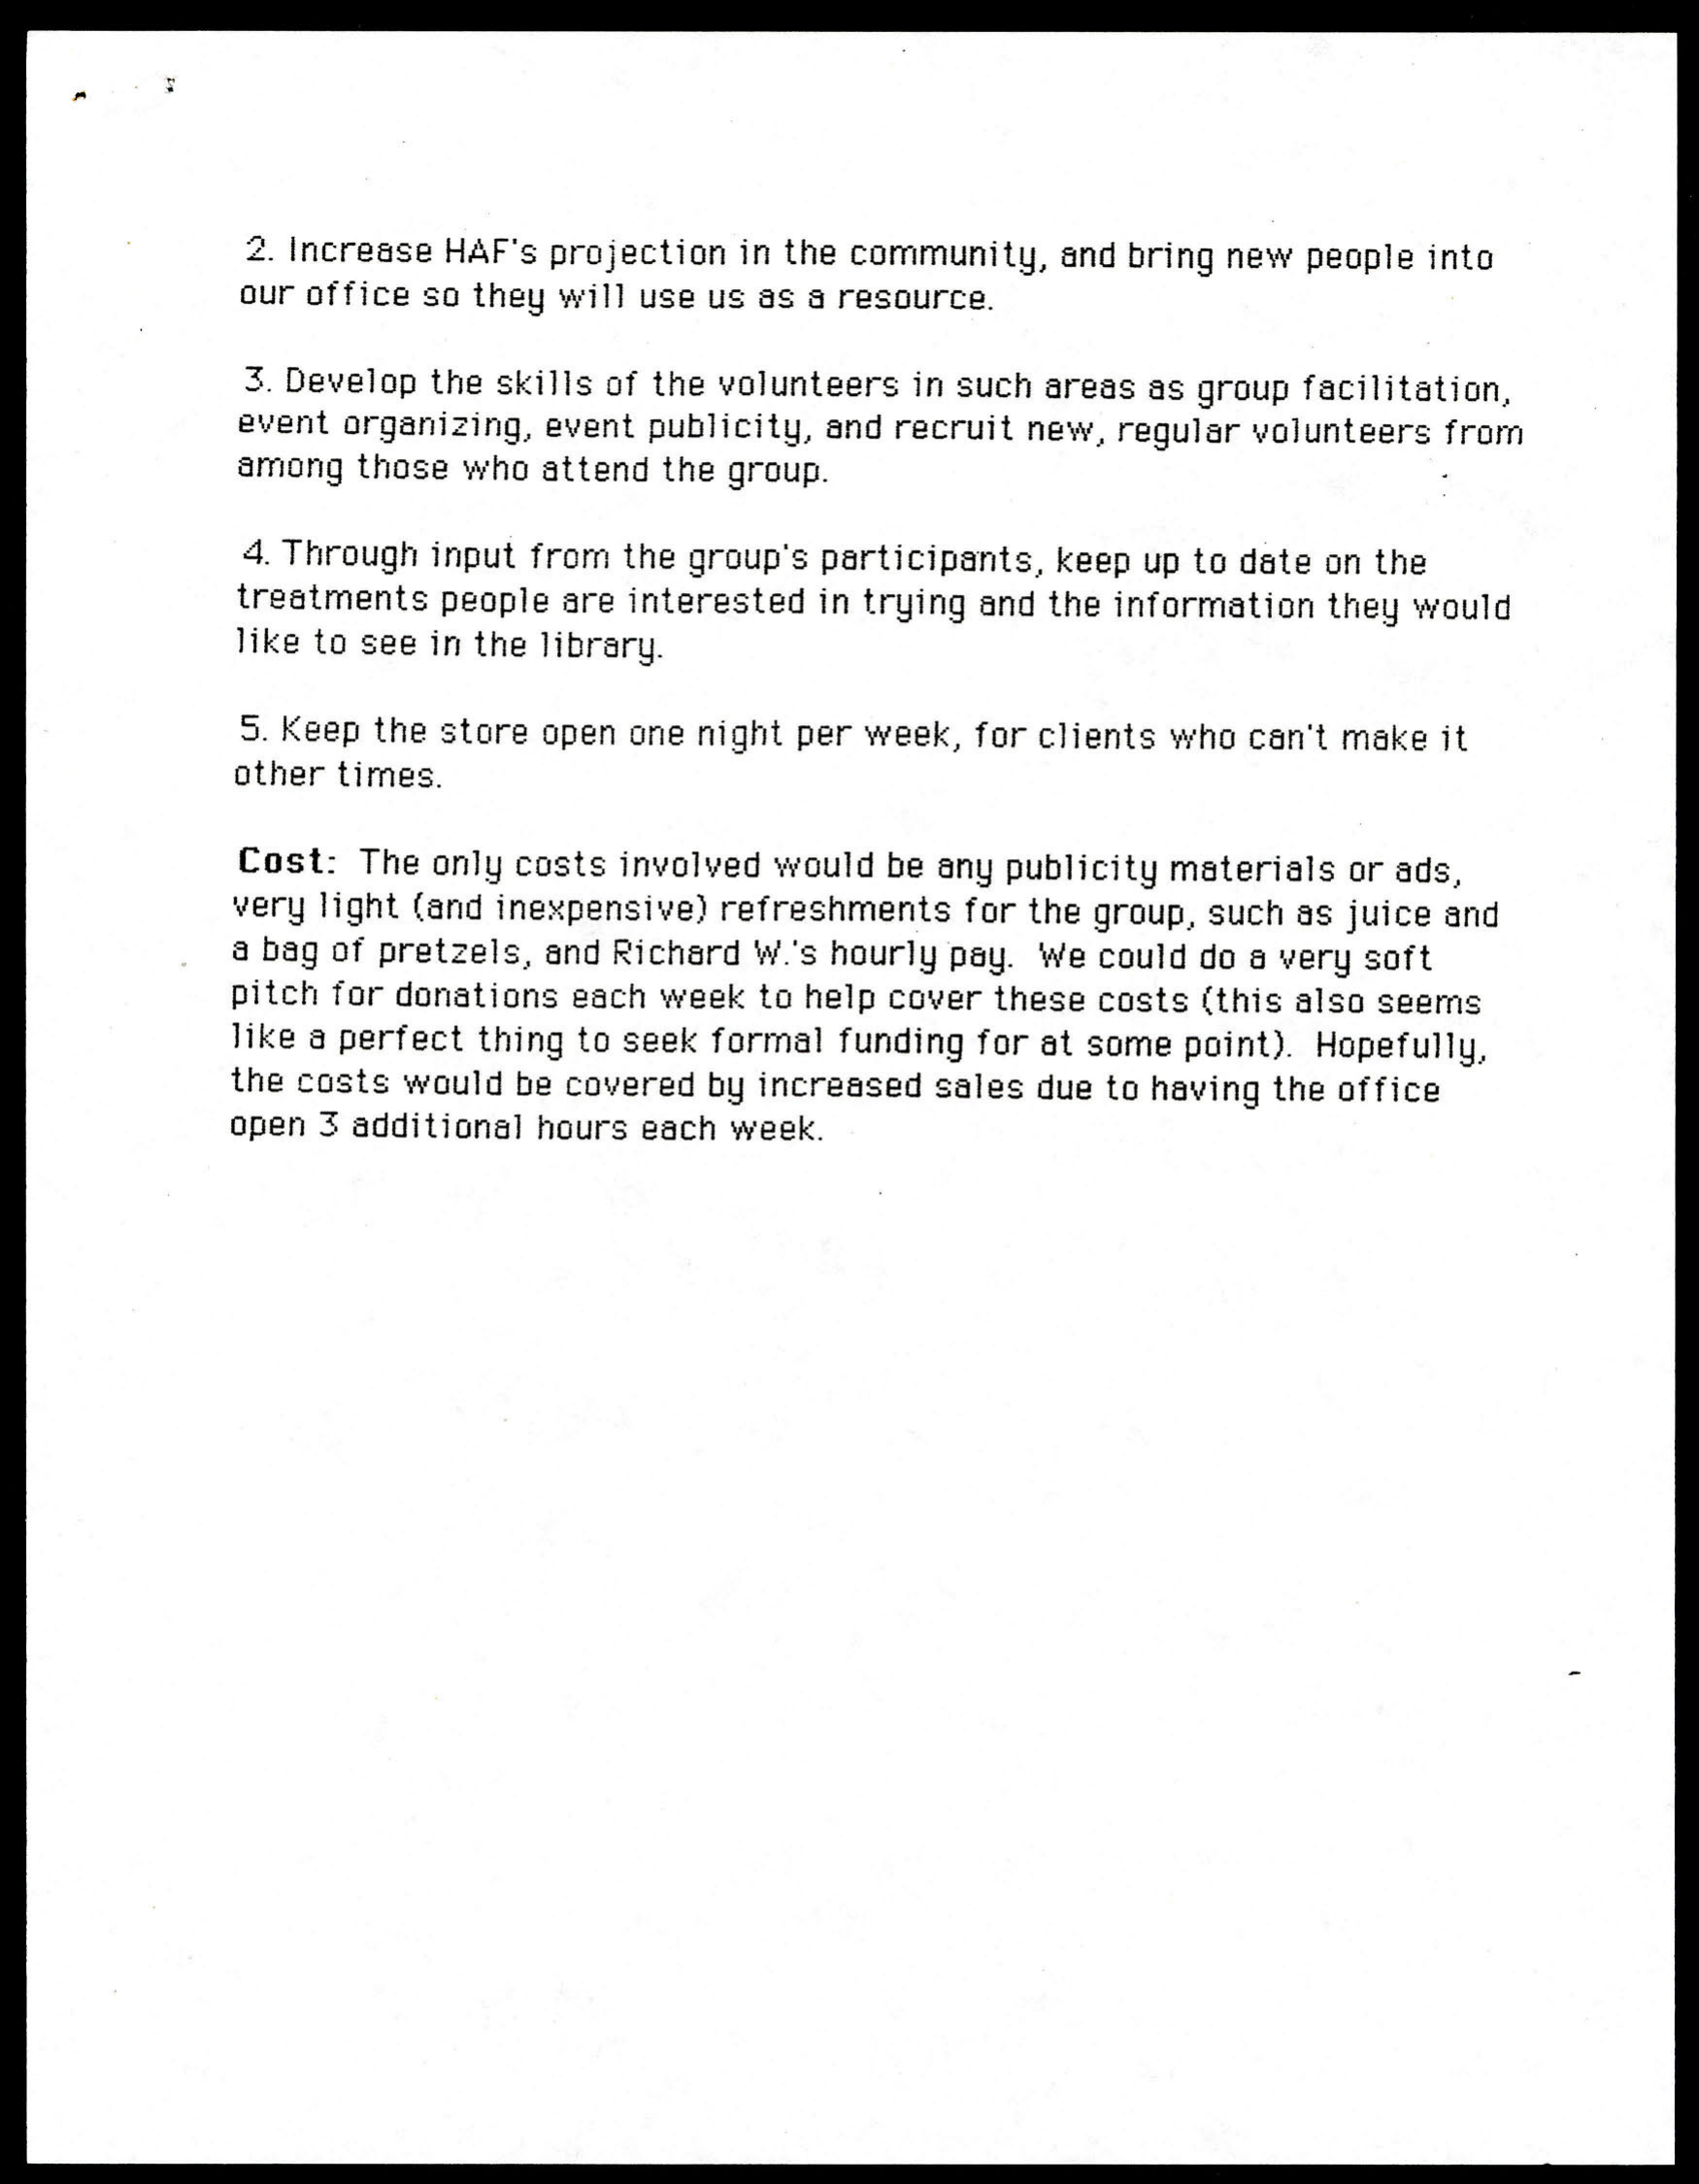 2. Increase HAF's projection in the community, and bring new people into
our office so they will use us as a resource.
3. Develop the skills of the volunteers in such areas as group facilitation,
event organizing, event publicity, and recruit new, regular volunteers from
among those who attend the group.
4. Through input from the group's participants, keep up to date on the
treatments people are interested in trying and the information they would
like to see in the library.
5. Keep the store open one night per week, for clients who can't make it
other times.
Cost: The only costs involved would be any publicity materials or ads,
very light (and inexpensive) refreshments for the group, such as juice and
a bag of pretzels, and Richard W.'s hourly pay. We could do a very soft
pitch for donations each week to help cover these costs (this also seems
like a perfect thing to seek formal funding for at some point). Hopefully,
the costs would be covered by increased sales due to having the office
open 3 additional hours each week.